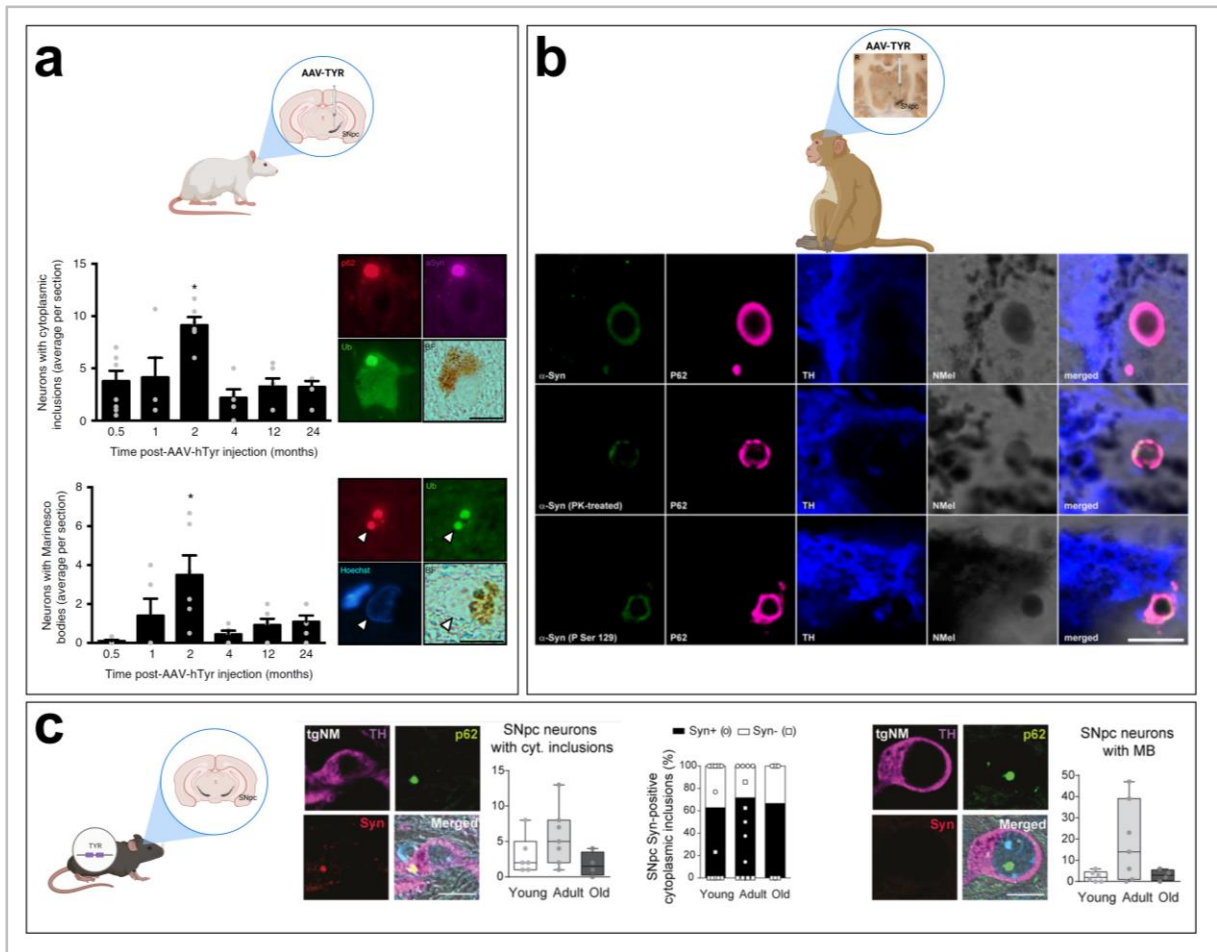 a
AAV-TYR
SNpc
Neurons with cytoplasmic
inclusions (average per section)
15
10
5
0
*
0.5 1 2 4 12 24
Time post-AAV-hTyr injection (months)
p62
aSyn
Ub
BF
Neurons with Marinesco
bodies (average per section)
8
6
4
2
0
*
0.5 1 2 4 12 24
Time post-AAV-hTyr injection (months)
Ub
Hoechst
BF
b
AAV-TYR
R L
SNpc
α-Syn P62 TH NMel merged
α-Syn (PK-treated) P62 TH NMel merged
α-Syn (P Ser 129) P62 TH NMel merged
c
TYR
SNpc
tgNM TH p62
Syn Merged
SNpc neurons
with cyt. inclusions
15
10
5
0
Young Adult Old
Syn+ (o) Syn- (□)
SNpc Syn-positive
cytoplasmic inclusions (%)
100
80
60
40
20
0
Young Adult Old
tgNM TH p62
Syn Merged
SNpc neurons
with MB
50
40
30
20
10
0
Young Adult Old